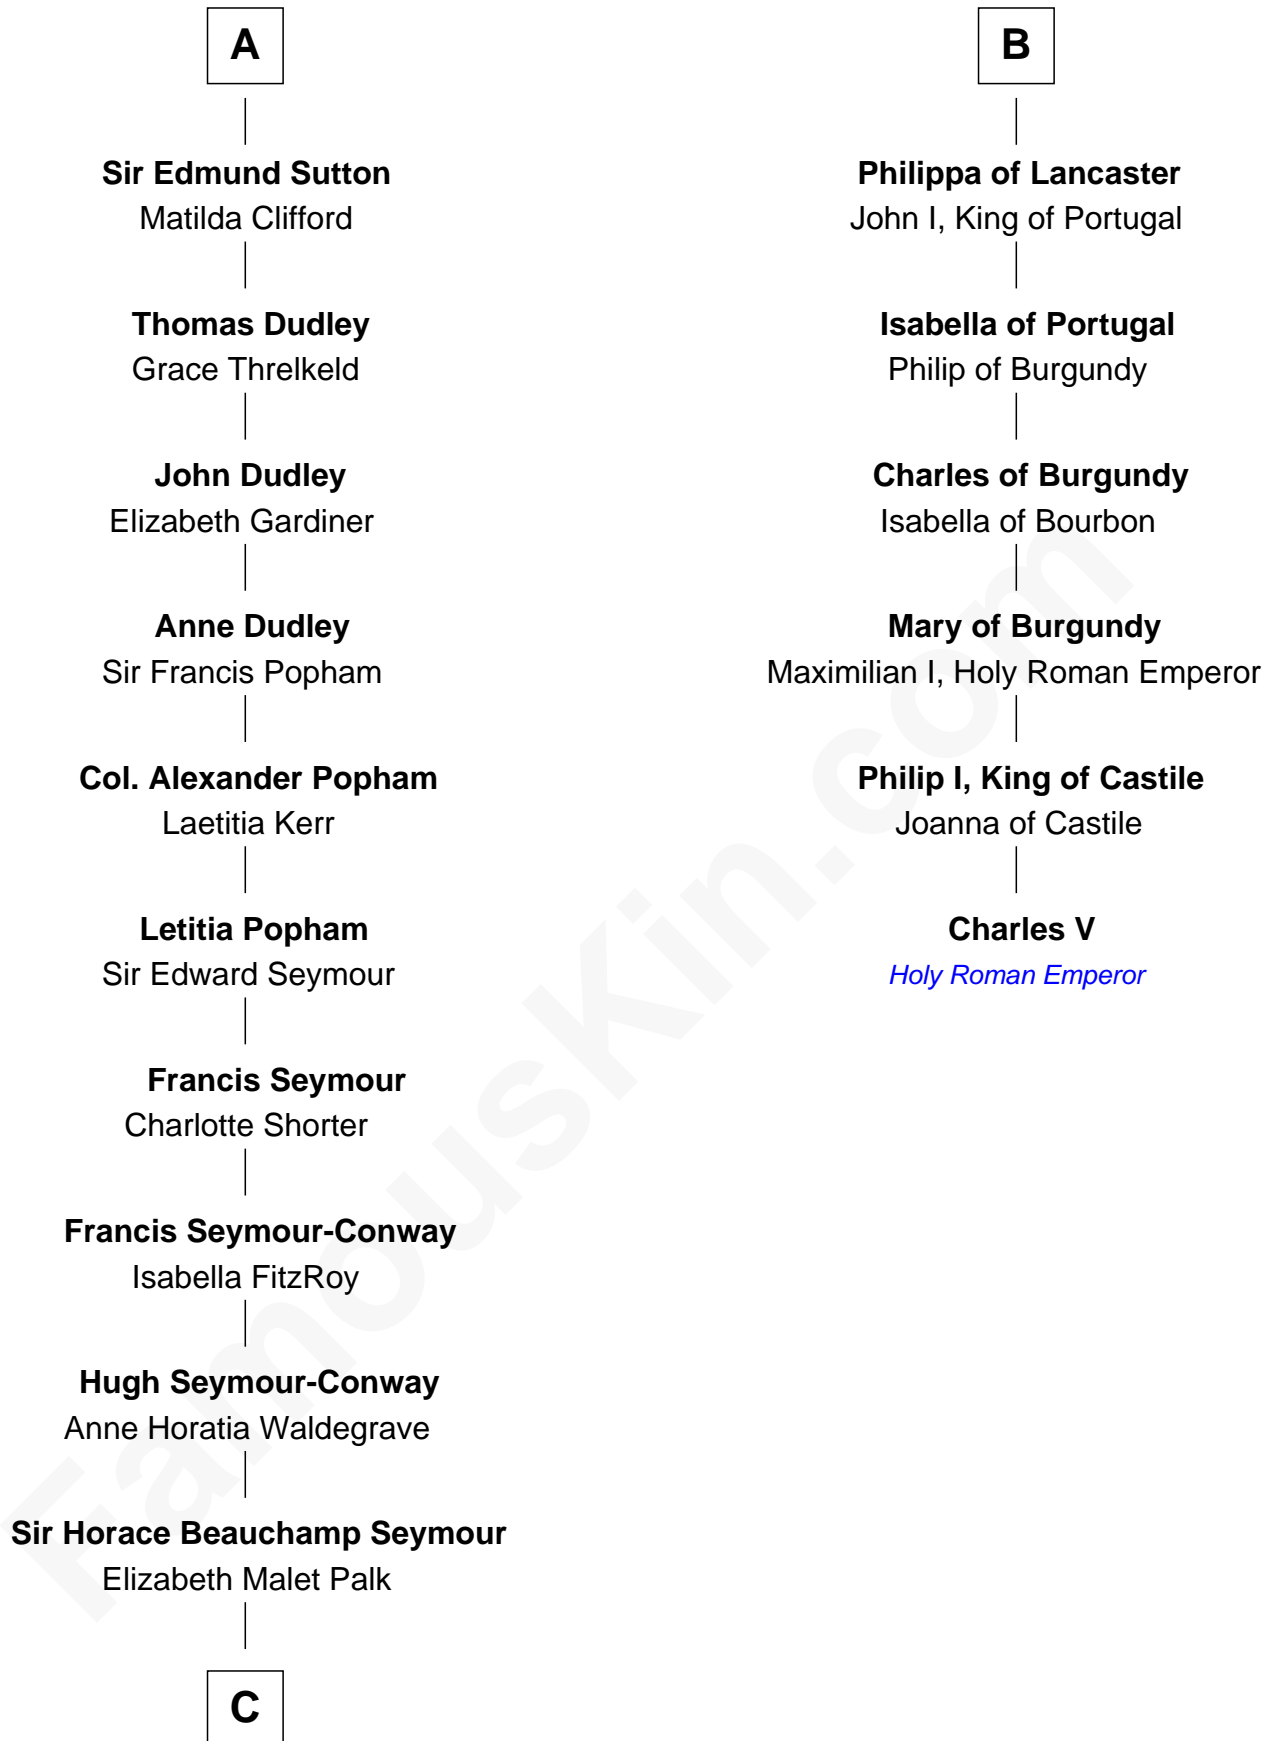 A
Sir Edmund Sutton
Matilda Clifford
Thomas Dudley
Grace Threlkeld
John Dudley
Elizabeth Gardiner
Anne Dudley
Sir Francis Popham
Col. Alexander Popham
Laetitia Kerr
Letitia Popham
Sir Edward Seymour
Francis Seymour
Charlotte Shorter
Francis Seymour-Conway
Isabella FitzRoy
Hugh Seymour-Conway
Anne Horatia Waldegrave
Sir Horace Beauchamp Seymour
Elizabeth Malet Palk
C
B
Philippa of Lancaster
John I, King of Portugal
Isabella of Portugal
Philip of Burgundy
Charles of Burgundy
Isabella of Bourbon
Mary of Burgundy
Maximilian I, Holy Roman Emperor
Philip I, King of Castile
Joanna of Castile
Charles V
Holy Roman Emperor
FamousKin.com